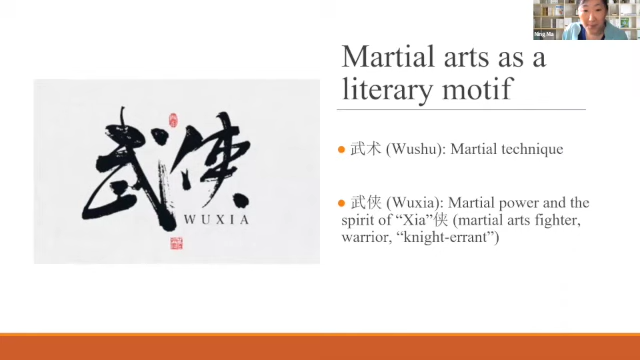 Martial arts as a
literary motif
武侠
WUXIA
武术 (Wushu): Martial technique
武侠 (Wuxia): Martial power and the
spirit of “Xia”侠 (martial arts fighter,
warrior, “knight-errant”)
Ning Ma